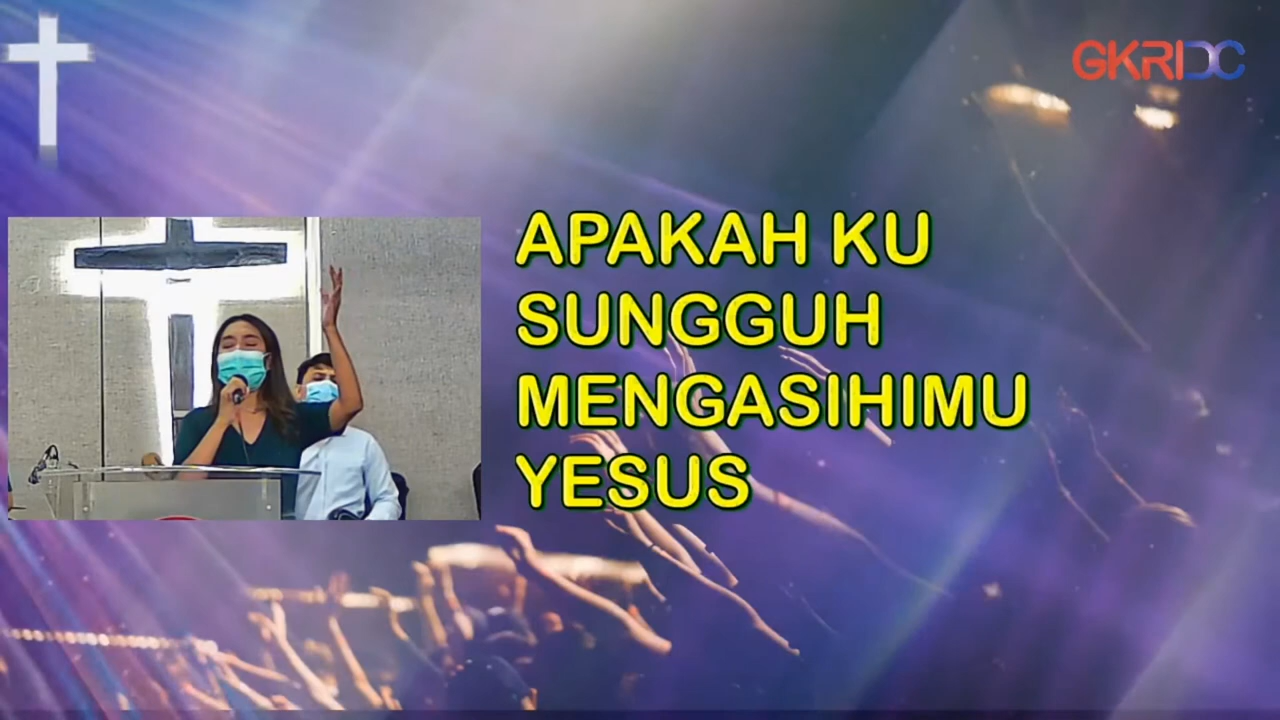 GKRIDC
APAKAH KU
SUNGGUH
MENGASIHIMU
YESUS